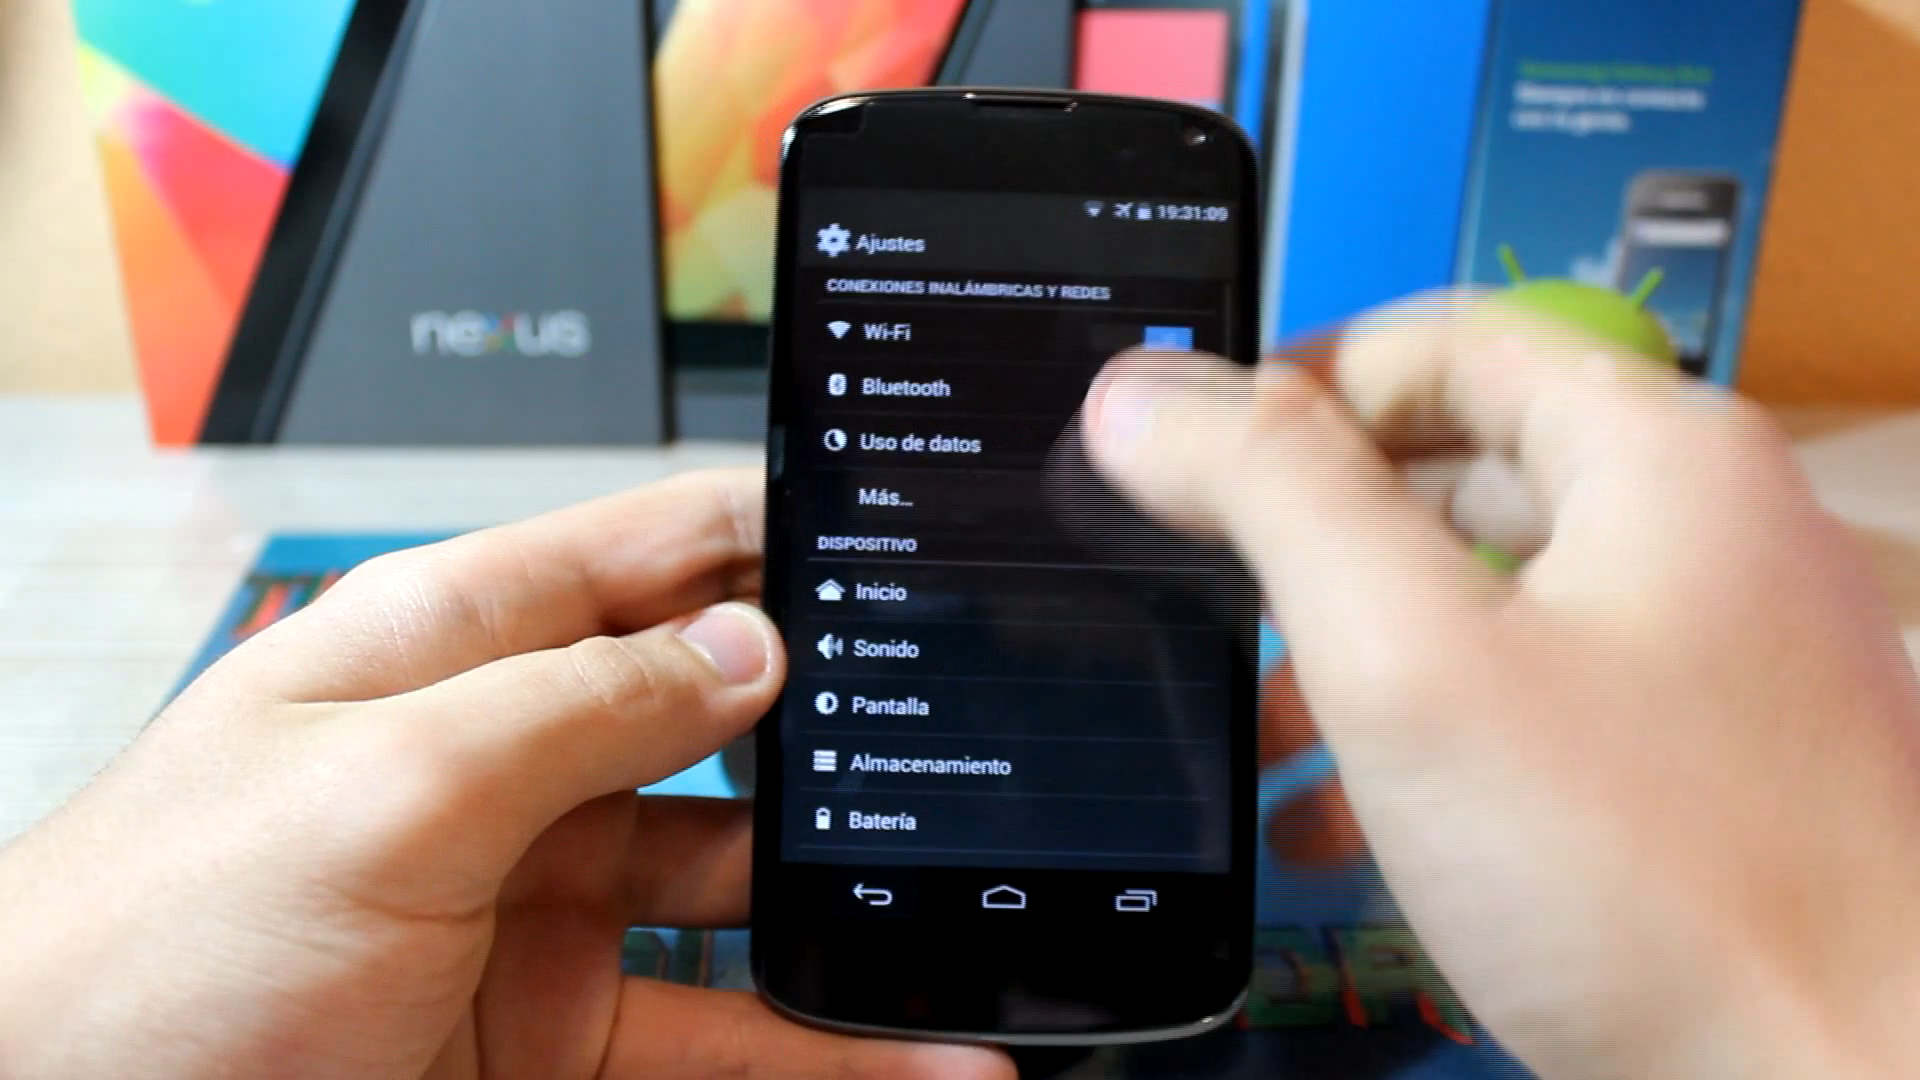 nexus
19:31:09
Ajustes
CONEXIONES INALÁMBRICAS Y REDES
Wi-Fi
Bluetooth
Uso de datos
Más...
DISPOSITIVO
Inicio
Sonido
Pantalla
Almacenamiento
Batería